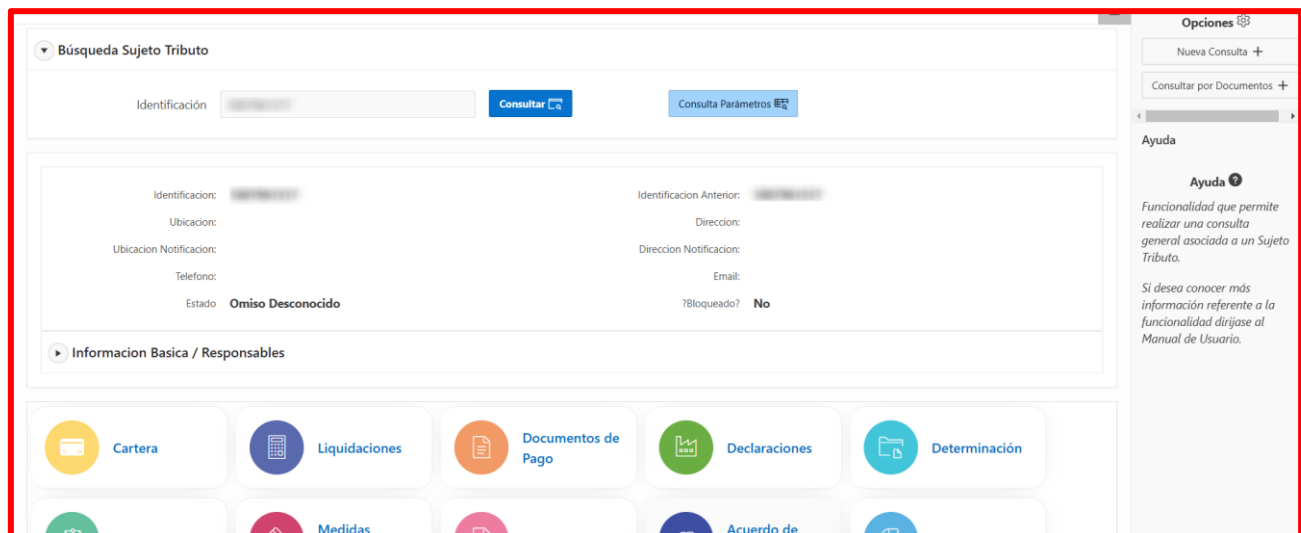 Búsqueda Sujeto Tributo
Identificación
Consultar
Consulta Parámetros
Identificacion:
Identificacion Anterior:
Ubicacion:
Direccion:
Ubicacion Notificacion:
Direccion Notificacion:
Telefono:
Email:
Estado Omiso Desconocido
?Bloqueado? No
Informacion Basica / Responsables
Cartera
Liquidaciones
Documentos de
Pago
Declaraciones
Determinación
Medidas
Acuerdo de
Opciones
Nueva Consulta +
Consultar por Documentos +
Ayuda
Ayuda
Funcionalidad que permite
realizar una consulta
general asociada a un Sujeto
Tributo.
Si desea conocer más
información referente a la
funcionalidad dirijase al
Manual de Usuario.